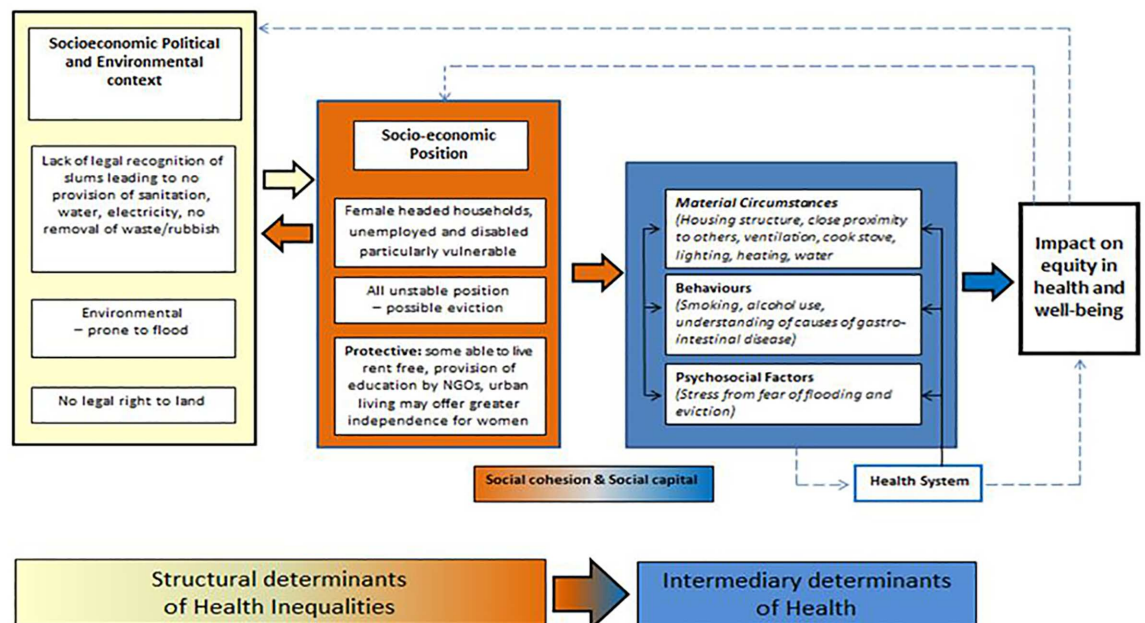 Socioeconomic Political
and Environmental
context
Lack of legal recognition of
slums leading to no
provision of sanitation,
water, electricity, no
removal of waste/rubbish
Environmental
– prone to flood
No legal right to land
Socio-economic
Position
Female headed households,
unemployed and disabled
particularly vulnerable
All unstable position
– possible eviction
Protective: some able to live
rent free, provision of
education by NGOs, urban
living may offer greater
independence for women
Material Circumstances
(Housing structure, close proximity
to others, ventilation, cook stove,
lighting, heating, water
Behaviours
(Smoking, alcohol use,
understanding of causes of gastro-
intestinal disease)
Psychosocial Factors
(Stress from fear of flooding and
eviction)
Impact on
equity in
health and
well-being
Social cohesion & Social capital
Health System
Structural determinants
of Health Inequalities
Intermediary determinants
of Health